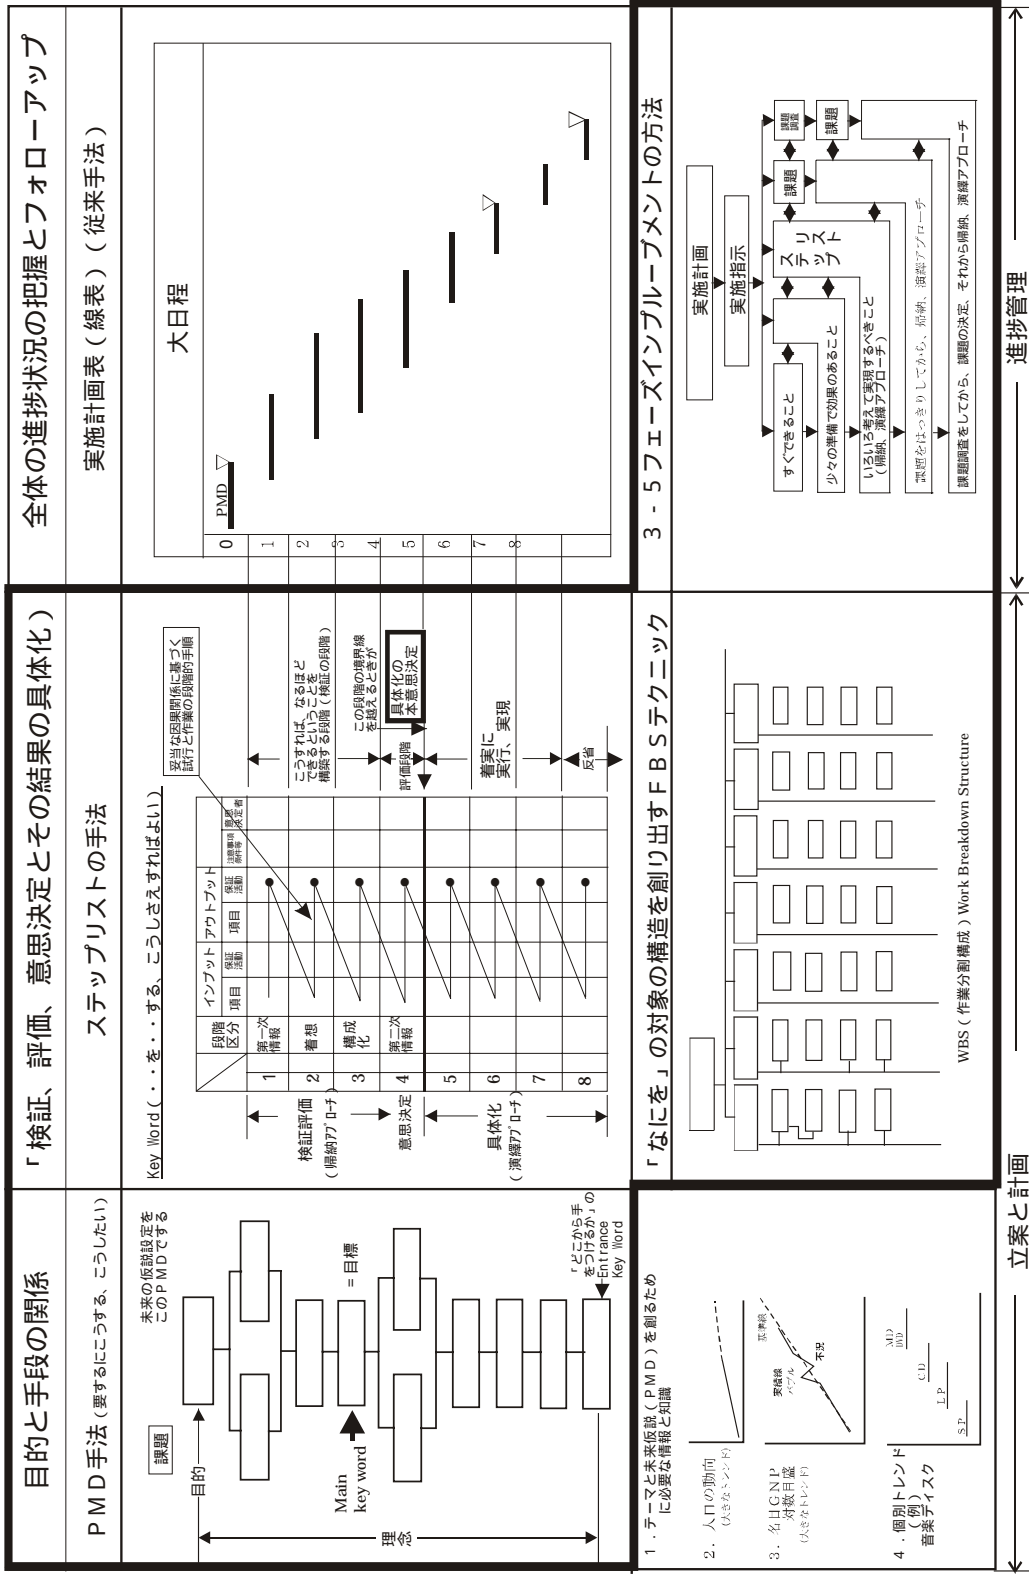 目的と手段の関係
PMD手法(要するにこうする、こうしたい)
課題
未来の仮説設定を
このPMDでする
目的
理念
Main
key word
= 目標
「どこから手
をつけるか」の
Entrance
Key Word
「検証、評価、意思決定とその結果の具体化」
ステップリストの手法
Key Word(・・を・・する、こうしさえすればよい)
妥当な因果関係に基づく
試行と作業の段階的手順
段階
区分
インプット
アウトプット
項目
保証
活動
項目
保証
活動
注意事項
条件等
意思
決定者
1
第一次
情報
2
着想
3
構成
化
4
第二次
情報
5
6
7
8
検証評価
(帰納アプローチ)
意思決定
具体化
(演繹アプローチ)
こうすれば、なるほど
できるということを
構築する段階(検証の段階)
この段階の境界線
を越えるときが
具体化の
本意思決定
評価段階
着実に
実行、実現
反省
全体の進捗状況の把握とフォローアップ
実施計画表(線表)(従来手法)
大日程
PMD
0
1
2
3
4
5
6
7
8
1.テーマと未来仮説(PMD)を創るため
に必要な情報と知識
2.人口の動向
(大きなトレンド)
3.名目GNP
対数目盛
(大きなトレンド)
実積線
バブル
基準線
不況
4.個別トレンド
(例)
音楽ディスク
SP
LP
CD
MD
DVD
「なにを」の対象の構造を創り出すFBSテクニック
WBS(作業分割構成)Work Breakdown Structure
3-5フェーズインプルーブメントの方法
実施計画
実施指示
すぐできること
ステップ
リスト
課題
課題
調査
課題
少々の準備で効果のあること
いろいろ考えて実現するべきこと
(帰納、演繹アプローチ)
課題をはっきりしてから、帰納、演繹アプローチ
課題調査をしてから、課題の決定、それから帰納、演繹アプローチ
立案と計画
進捗管理